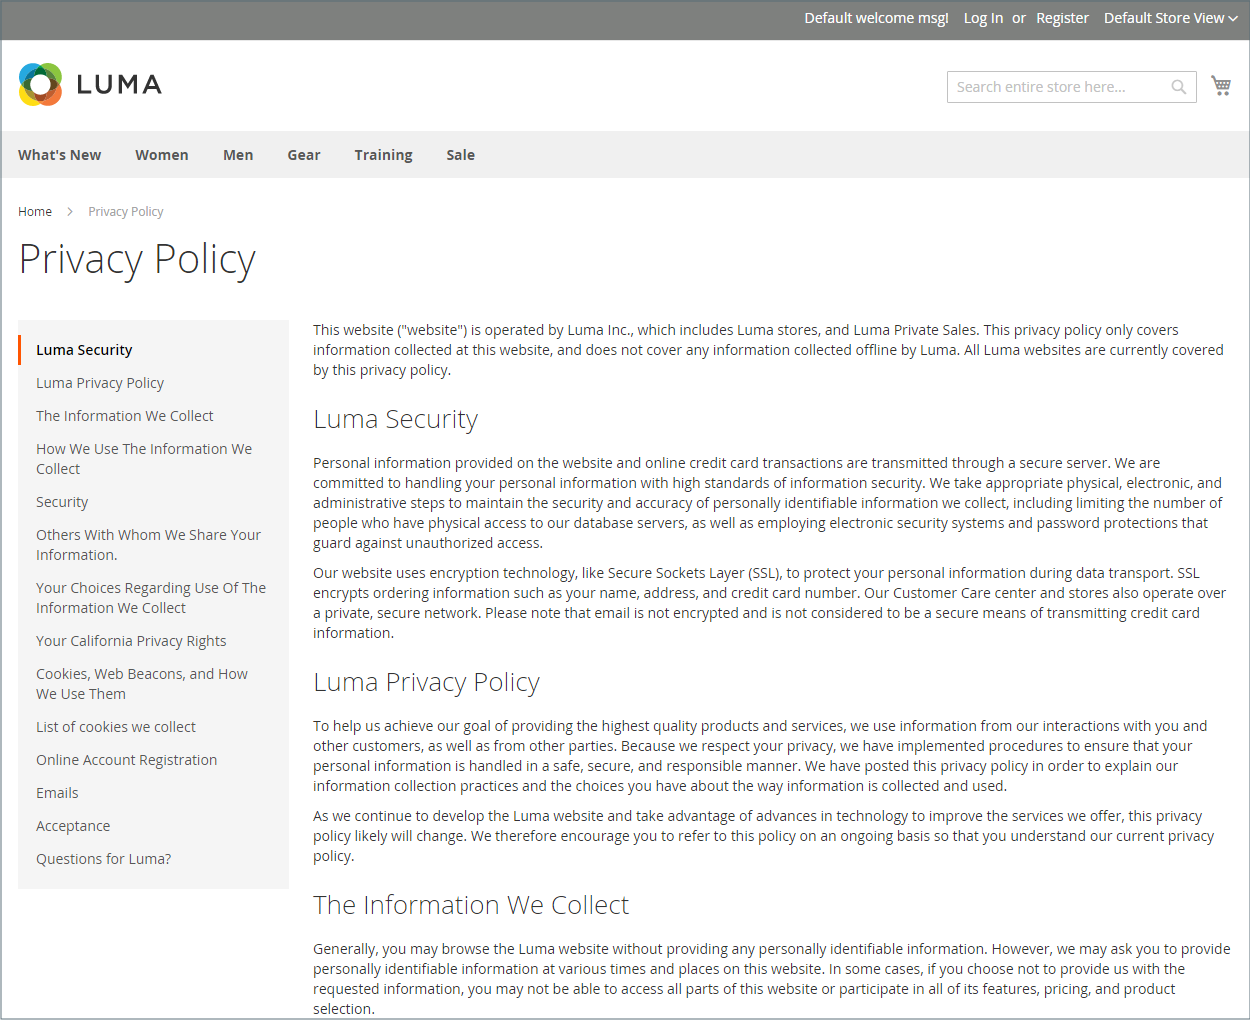 Default welcome msg! Log In or Register Default Store View
LUMA
Search entire store here...
What's New Women Men Gear Training Sale
Home Privacy Policy
Privacy Policy
Luma Security
Luma Privacy Policy
The Information We Collect
How We Use The Information We
Collect
Security
Others With Whom We Share Your
Information.
Your Choices Regarding Use Of The
Information We Collect
Your California Privacy Rights
Cookies, Web Beacons, and How
We Use Them
List of cookies we collect
Online Account Registration
Emails
Acceptance
Questions for Luma?
This website ("website") is operated by Luma Inc., which includes Luma stores, and Luma Private Sales. This privacy policy only covers
information collected at this website, and does not cover any information collected offline by Luma. All Luma websites are currently covered
by this privacy policy.
Luma Security
Personal information provided on the website and online credit card transactions are transmitted through a secure server. We are
committed to handling your personal information with high standards of information security. We take appropriate physical, electronic, and
administrative steps to maintain the security and accuracy of personally identifiable information we collect, including limiting the number of
people who have physical access to our database servers, as well as employing electronic security systems and password protections that
guard against unauthorized access.
Our website uses encryption technology, like Secure Sockets Layer (SSL), to protect your personal information during data transport. SSL
encrypts ordering information such as your name, address, and credit card number. Our Customer Care center and stores also operate over
a private, secure network. Please note that email is not encrypted and is not considered to be a secure means of transmitting credit card
information.
Luma Privacy Policy
To help us achieve our goal of providing the highest quality products and services, we use information from our interactions with you and
other customers, as well as from other parties. Because we respect your privacy, we have implemented procedures to ensure that your
personal information is handled in a safe, secure, and responsible manner. We have posted this privacy policy in order to explain our
information collection practices and the choices you have about the way information is collected and used.
As we continue to develop the Luma website and take advantage of advances in technology to improve the services we offer, this privacy
policy likely will change. We therefore encourage you to refer to this policy on an ongoing basis so that you understand our current privacy
policy.
The Information We Collect
Generally, you may browse the Luma website without providing any personally identifiable information. However, we may ask you to provide
personally identifiable information at various times and places on this website. In some cases, if you choose not to provide us with the
requested information, you may not be able to access all parts of this website or participate in all of its features, pricing, and product
selection.